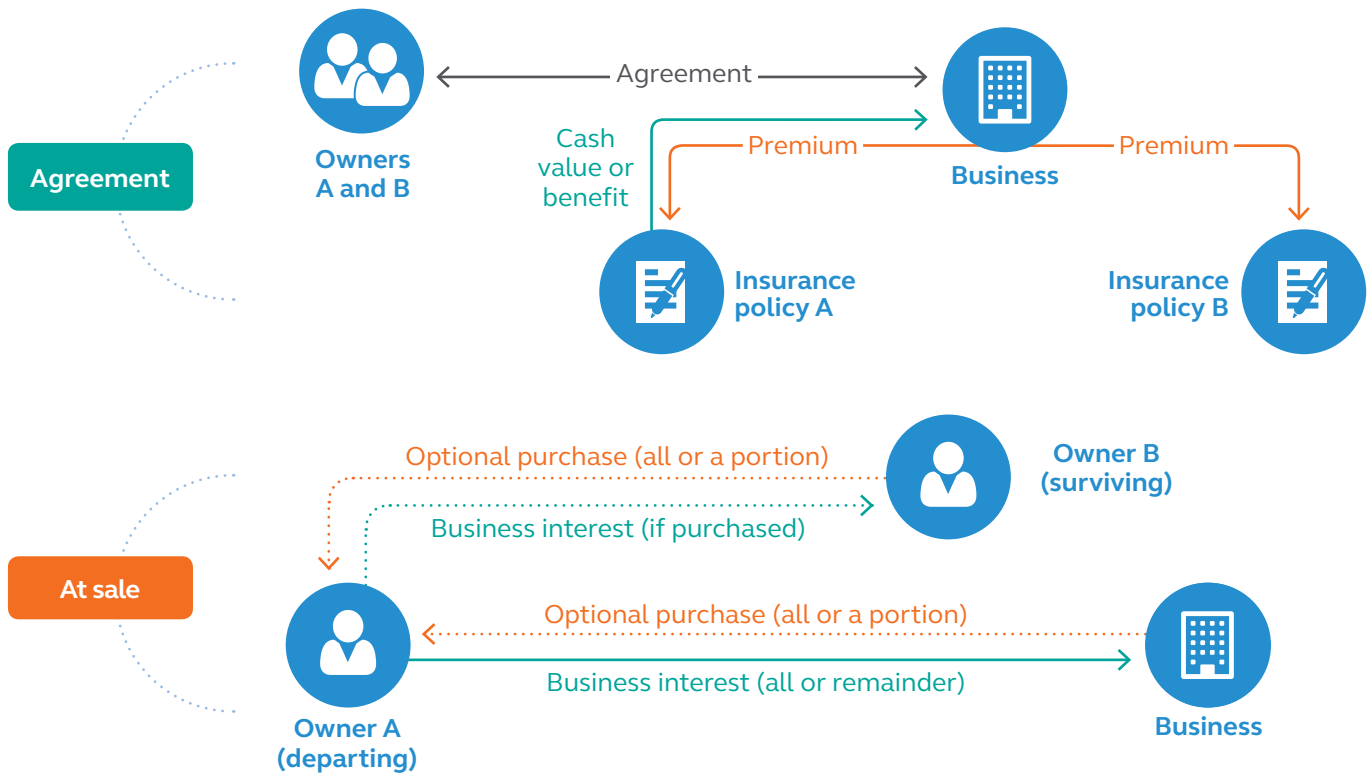 Agreement
Owners
A and B
Agreement
Business
Cash
value or
benefit
Premium
Premium
Insurance
policy A
Insurance
policy B
At sale
Optional purchase (all or a portion)
Business interest (if purchased)
Owner B
(surviving)
Optional purchase (all or a portion)
Business interest (all or remainder)
Owner A
(departing)
Business